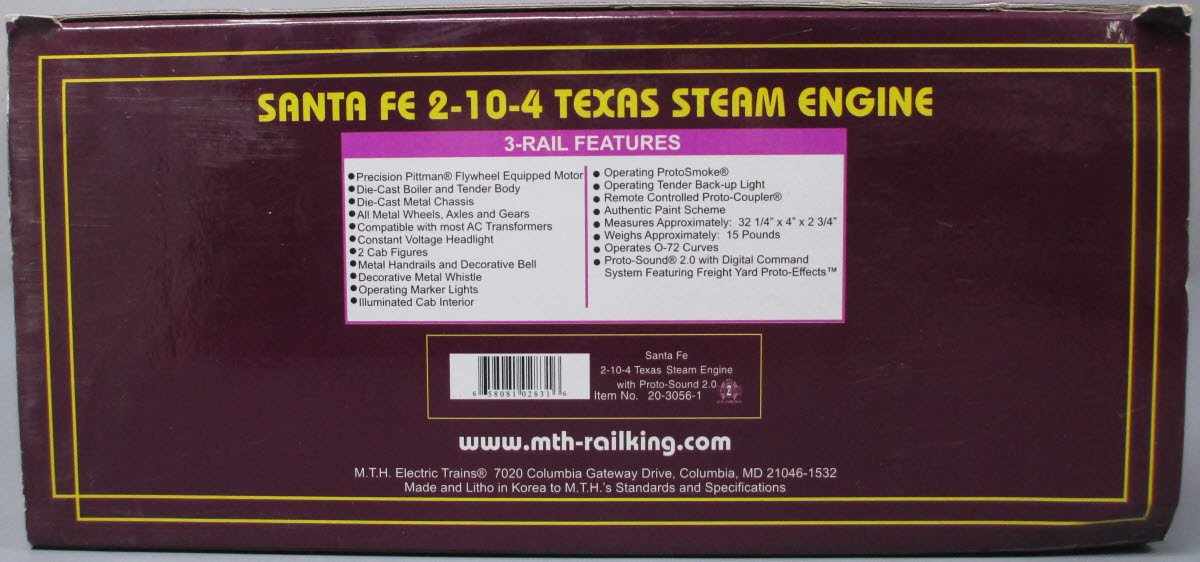 SANTA FE 2-10-4 TEXAS STEAM ENGINE
3-RAIL FEATURES
•Precision Pittman® Flywheel Equipped Motor
•Die-Cast Boiler and Tender Body
•Die-Cast Metal Chassis
•All Metal Wheels, Axles and Gears
•Compatible with most AC Transformers
•Constant Voltage Headlight
•2 Cab Figures
•Metal Handrails and Decorative Bell
•Decorative Metal Whistle
•Operating Marker Lights
•Illuminated Cab Interior
• Operating ProtoSmoke®
• Operating Tender Back-up Light
• Remote Controlled Proto-Coupler®
• Authentic Paint Scheme
• Measures Approximately: 32 1/4" x 4" x 2 3/4"
• Weighs Approximately: 15 Pounds
• Operates O-72 Curves
• Proto-Sound® 2.0 with Digital Command
System Featuring Freight Yard Proto-Effects™
6 58081 02831 6
Santa Fe
2-10-4 Texas Steam Engine
with Proto-Sound 2.0
Item No. 20-3056-1
2
www.mth-railking.com
M.T.H. Electric Trains® 7020 Columbia Gateway Drive, Columbia, MD 21046-1532
Made and Litho in Korea to M.T.H.'s Standards and Specifications